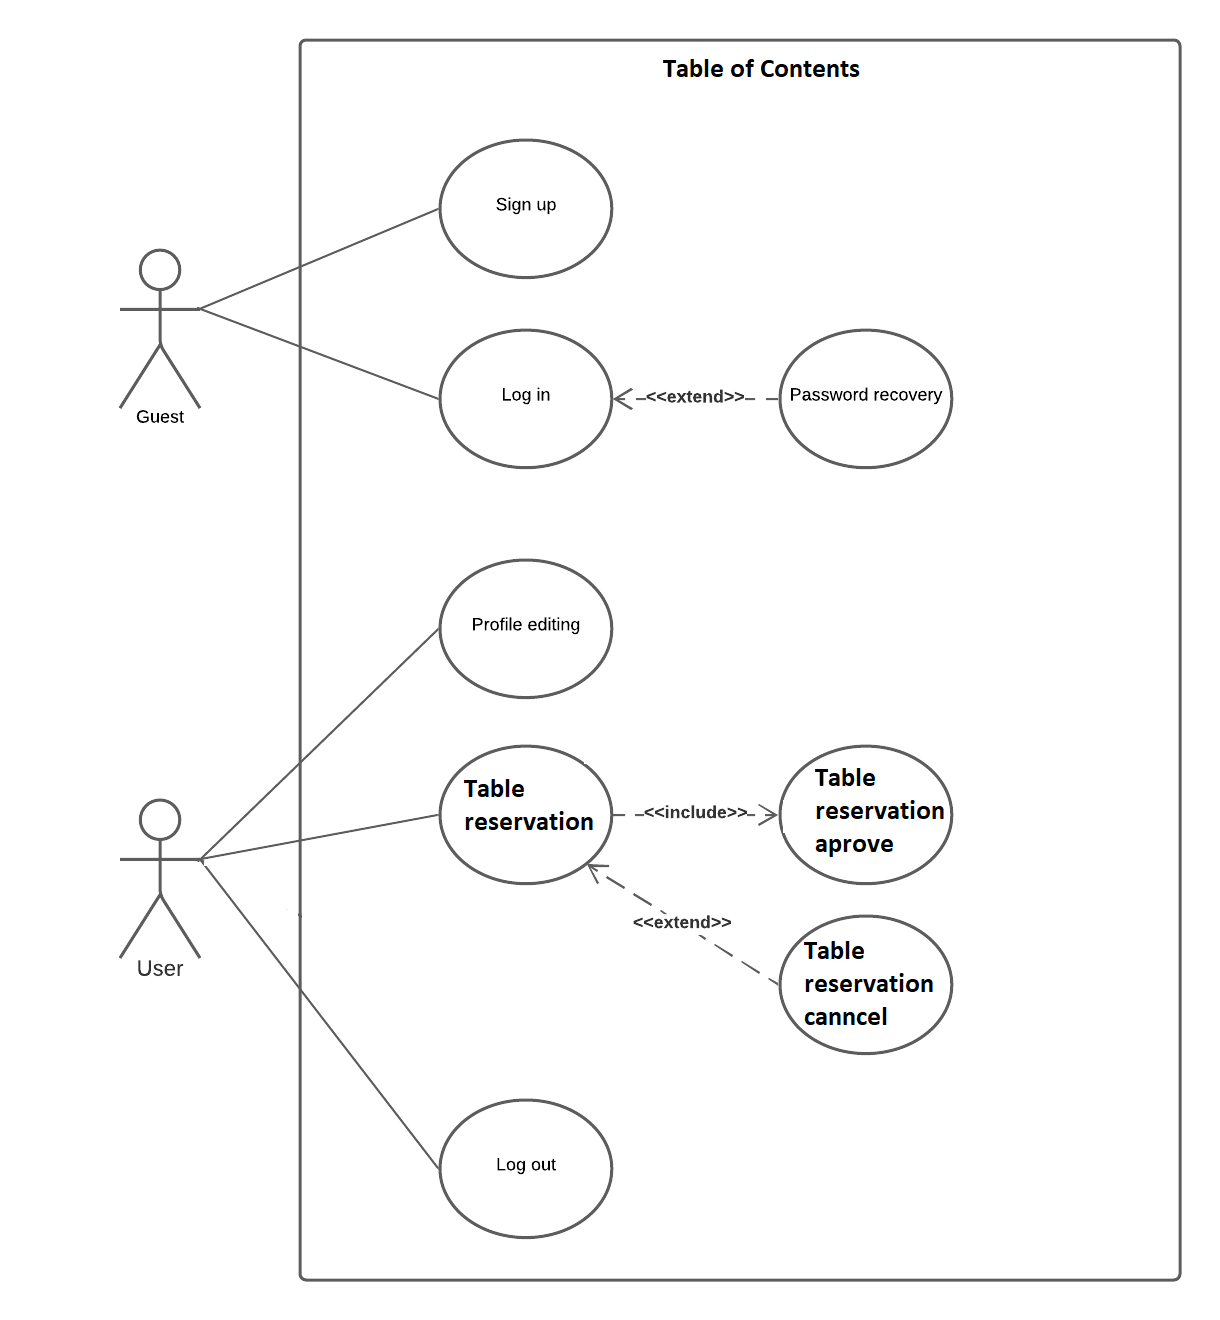 Table of Contents
Sign up
Guest
Log in
<<extend>>
Password recovery
Profile editing
Table
reservation
<<include>>
Table
reservation
aprove
User
<<extend>>
Table
reservation
canncel
Log out